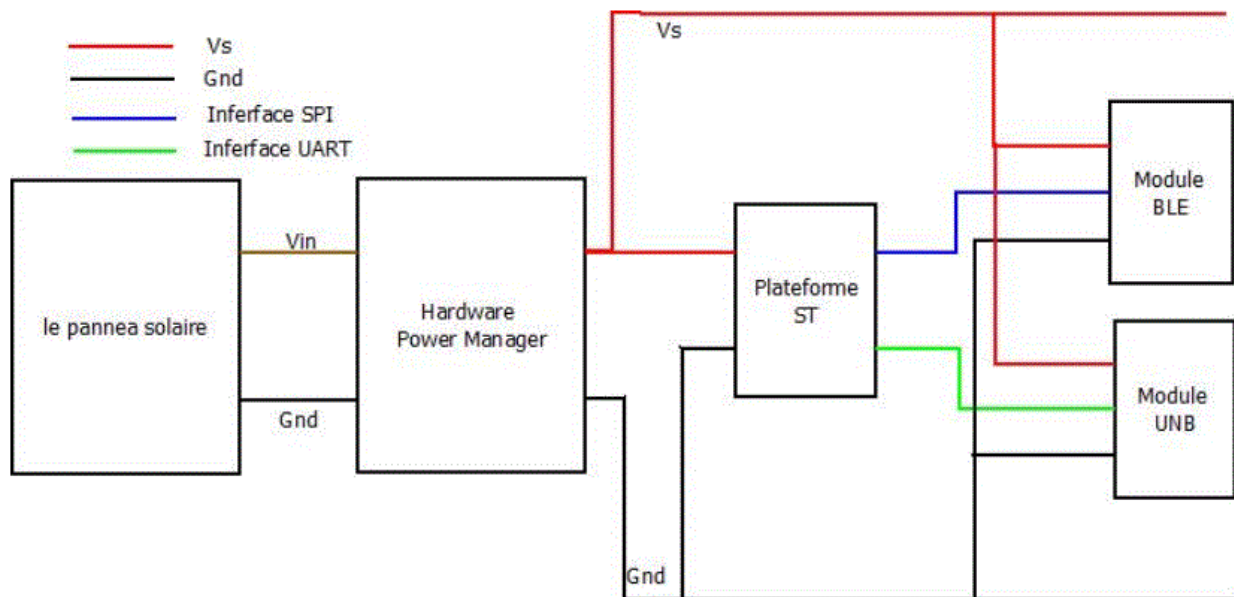 Vs
Gnd
Inferface SPI
Inferface UART
Vs
le pannea solaire
Vin
Gnd
Hardware
Power Manager
Gnd
Plateforme
ST
Module
BLE
Module
UNB